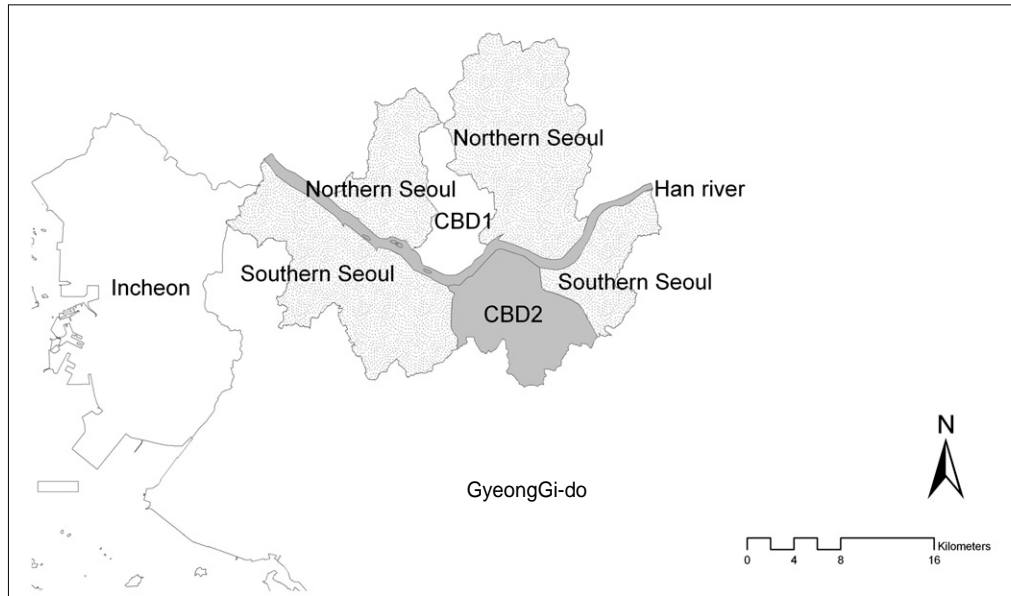 Northern Seoul
Northern Seoul
Han river
CBD1
Southern Seoul
Southern Seoul
Incheon
CBD2
N
GyeongGi-do
Kilometers
0 4 8 16